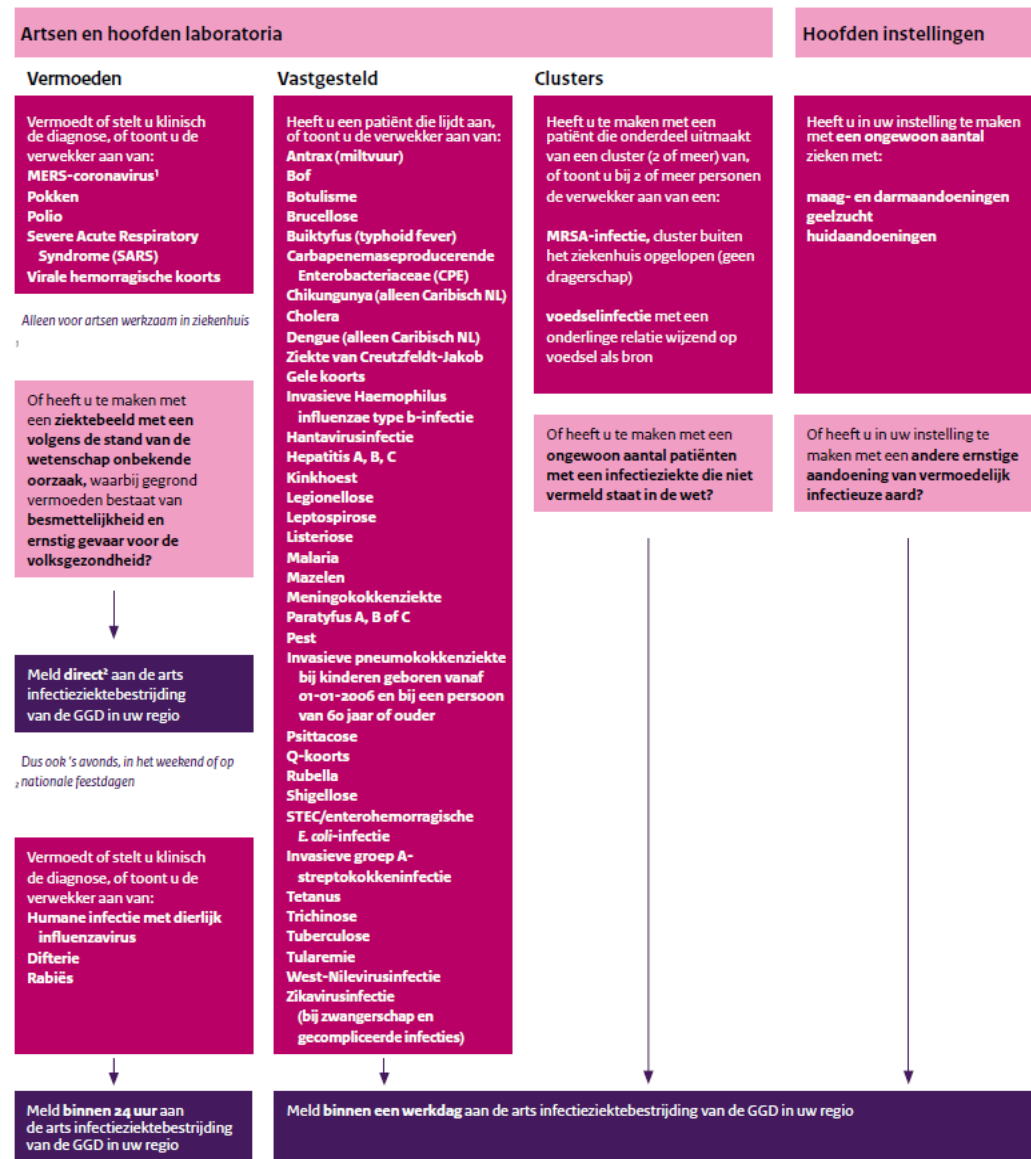 Artsen en hoofden laboratoria
Hoofden instellingen
Vermoeden
Vermoedt of stelt u klinisch
de diagnose, of toont u de
verwekker aan van:
MERS-coronavirus¹
Pokken
Polio
Severe Acute Respiratory
Syndrome (SARS)
Virale hemorragische koorts
Alleen voor artsen werkzaam in ziekenhuis
1
Of heeft u te maken met
een ziektebeeld met een
volgens de stand van de
wetenschap onbekende
oorzaak, waarbij gegrond
vermoeden bestaat van
besmettelijkheid en
ernstig gevaar voor de
volksgezondheid?
Meld direct² aan de arts
infectieziektebestrijding
van de GGD in uw regio
Dus ook 's avonds, in het weekend of op
2 nationale feestdagen
Vermoedt of stelt u klinisch
de diagnose, of toont u de
verwekker aan van:
Humane infectie met dierlijk
influenzavirus
Difterie
Rabiës
Meld binnen 24 uur aan
de arts infectieziektebestrijding
van de GGD in uw regio
Vastgesteld
Heeft u een patiënt die lijdt aan,
of toont u de verwekker aan van:
Antrax (miltvuur)
Bof
Botulisme
Brucellose
Buiktyfus (typhoid fever)
Carbapenemaseproducerende
Enterobacteriaceae (CPE)
Chikungunya (alleen Caribisch NL)
Cholera
Dengue (alleen Caribisch NL)
Ziekte van Creutzfeldt-Jakob
Gele koorts
Invasieve Haemophilus
influenzae type b-infectie
Hantavirusinfectie
Hepatitis A, B, C
Kinkhoest
Legionellose
Leptospirose
Listeriose
Malaria
Mazelen
Meningokokkenziekte
Paratyfus A, B of C
Pest
Invasieve pneumokokkenziekte
bij kinderen geboren vanaf
01-01-2006 en bij een persoon
van 60 jaar of ouder
Psittacose
Q-koorts
Rubella
Shigellose
STEC/enterohemorragische
E. coli-infectie
Invasieve groep A-
streptokokkeninfectie
Tetanus
Trichinose
Tuberculose
Tularemie
West-Nilevirusinfectie
Zikavirusinfectie
(bij zwangerschap en
gecompliceerde infecties)
Clusters
Heeft u te maken met een
patiënt die onderdeel uitmaakt
van een cluster (2 of meer) van,
of toont u bij 2 of meer personen
de verwekker aan van een:
MRSA-infectie, cluster buiten
het ziekenhuis opgelopen (geen
dragerschap)
voedselinfectie met een
onderlinge relatie wijzend op
voedsel als bron
Of heeft u te maken met een
ongewoon aantal patiënten
met een infectieziekte die niet
vermeld staat in de wet?
Heeft u in uw instelling te maken
met een ongewoon aantal
zieken met:
maag- en darmaandoeningen
geelzucht
huidaandoeningen
Of heeft u in uw instelling te
maken met een andere ernstige
aandoening van vermoedelijk
infectieuze aard?
Meld binnen een werkdag aan de arts infectieziektebestrijding van de GGD in uw regio